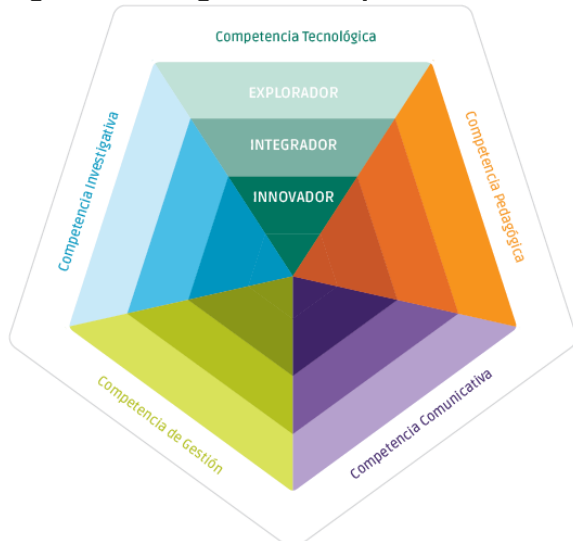 Competencia Tecnológica
EXPLORADOR
INTEGRADOR
INNOVADOR
Competencia Investigativa
Competencia Pedagógica
Competencia de Gestión
Competencia Comunicativa